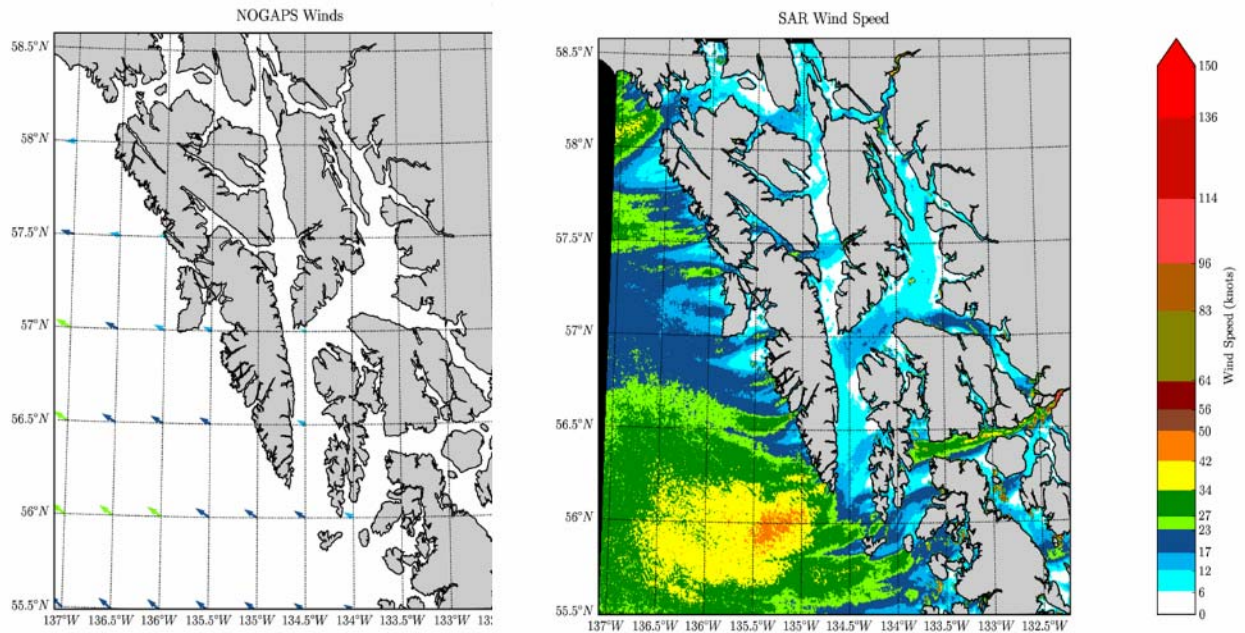 NOGAPS Winds
58.5°N
58°N
57.5°N
57°N
56.5°N
56°N
55.5°N
137°W 136.5°W 136°W 135.5°W 135°W 134.5°W 134°W 133.5°W 133°W
SAR Wind Speed
58.5°N
58°N
57.5°N
57°N
56.5°N
56°N
55.5°N
137°W 136.5°W 136°W 135.5°W 135°W 134.5°W 134°W 133.5°W 133°W 132.5°W
150
136
114
96
83
64
56
50
42
34
27
23
17
12
6
0
Wind Speed (knots)